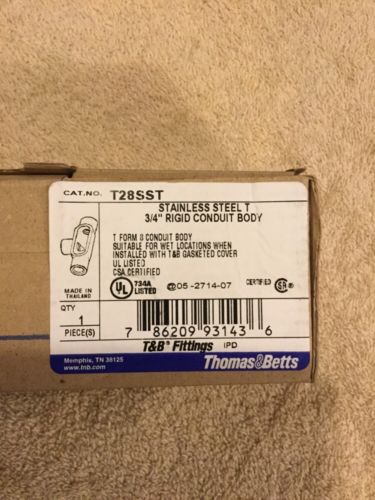 CAT.NO. T28SST
STAINLESS STEEL T
3/4" RIGID CONDUIT BODY
T FORM 8 CONDUIT BODY
SUITABLE FOR WET LOCATIONS WHEN
INSTALLED WITH T&B GASKETED COVER
UL LISTED
CSA CERTIFIED
MADE IN
THAILAND
UL
734A
LISTED
@05-2714-07
CERTIFIED
QTY
1
PIECE(S)
7 86209 93143 6
T&B® Fittings IPD
Memphis, TN 38125
www.tnb.com
Thomas&Betts